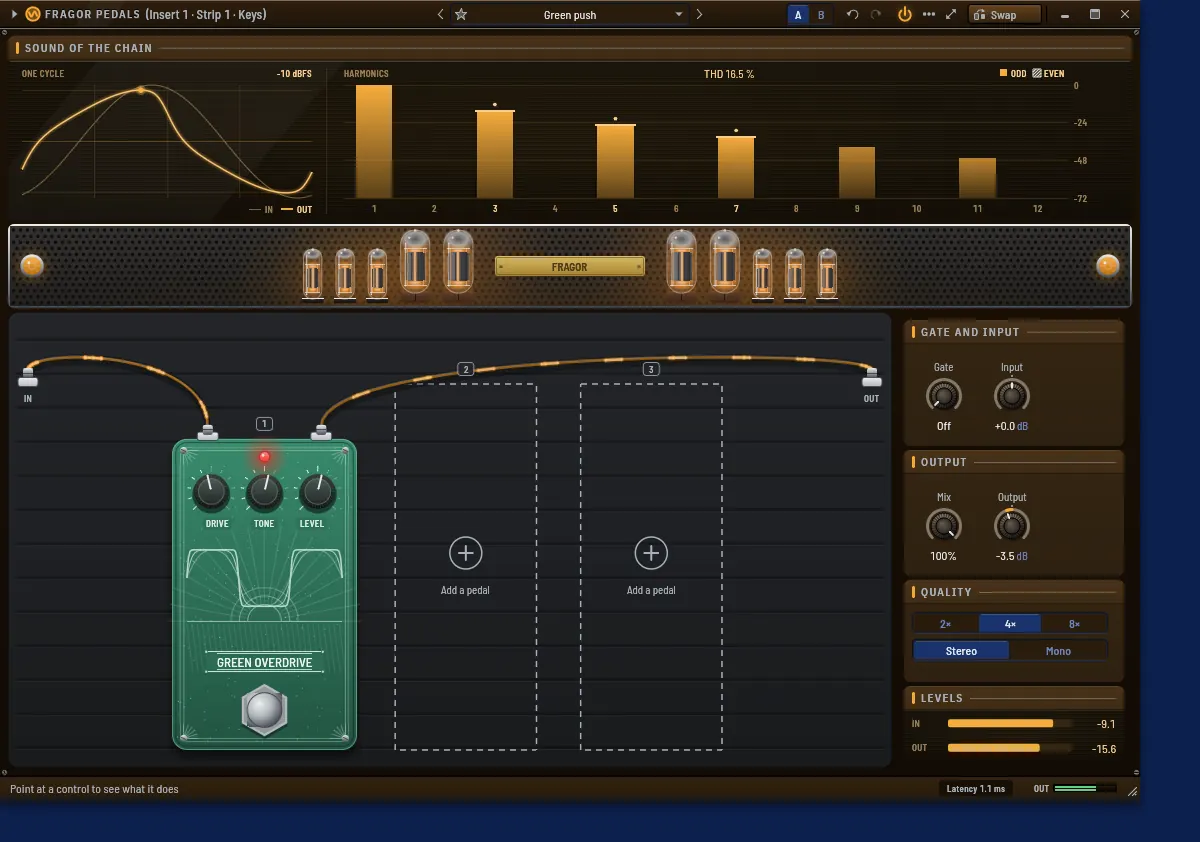 FRAGOR PEDALS (Insert 1 · Strip 1 · Keys)
Green push
A B
Swap
SOUND OF THE CHAIN
ONE CYCLE
-10 dBFS
HARMONICS
THD 16.5 %
ODD EVEN
0
-24
-48
-72
IN OUT
1 2 3 4 5 6 7 8 9 10 11 12
FRAGOR
IN
OUT
1
2
3
DRIVE TONE LEVEL
GREEN OVERDRIVE
Add a pedal
Add a pedal
GATE AND INPUT
Gate Input
Off +0.0 dB
OUTPUT
Mix Output
100% -3.5 dB
QUALITY
2× 4× 8×
Stereo Mono
LEVELS
IN -9.1
OUT -15.6
Point at a control to see what it does
Latency 1.1 ms
OUT